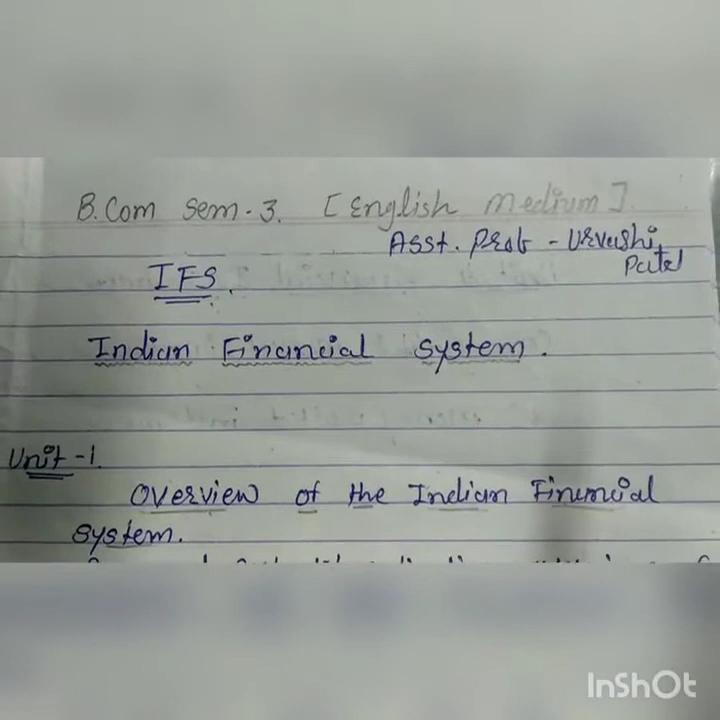 B.Com Sem-3. [English Medium].
Asst. Prof - Urvashi
Patel
IFS.
Indian Financial System.
Unit-1.
Overview of the Indian Financial
System.
InShOt